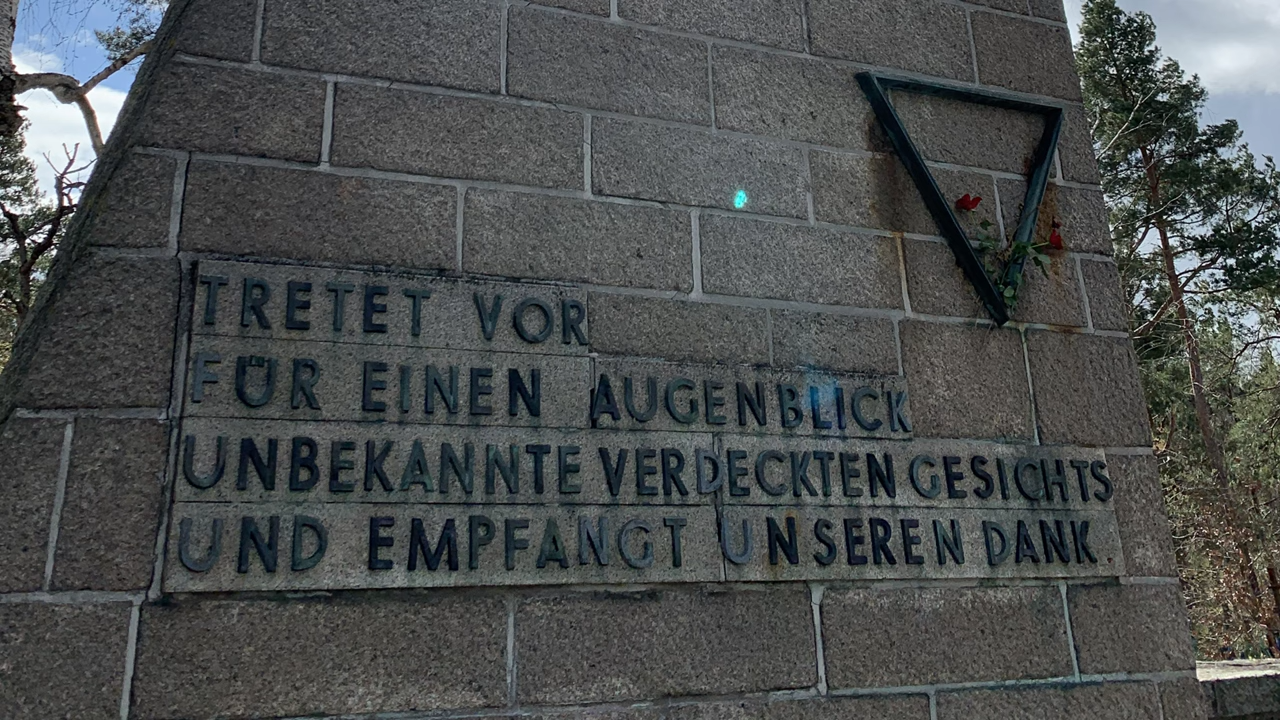 TRETET VOR
FÜR EINEN AUGENBLICK
UNBEKANNTE VERDECKTEN GESICHTS
UND EMPFANGT UNSEREN DANK.